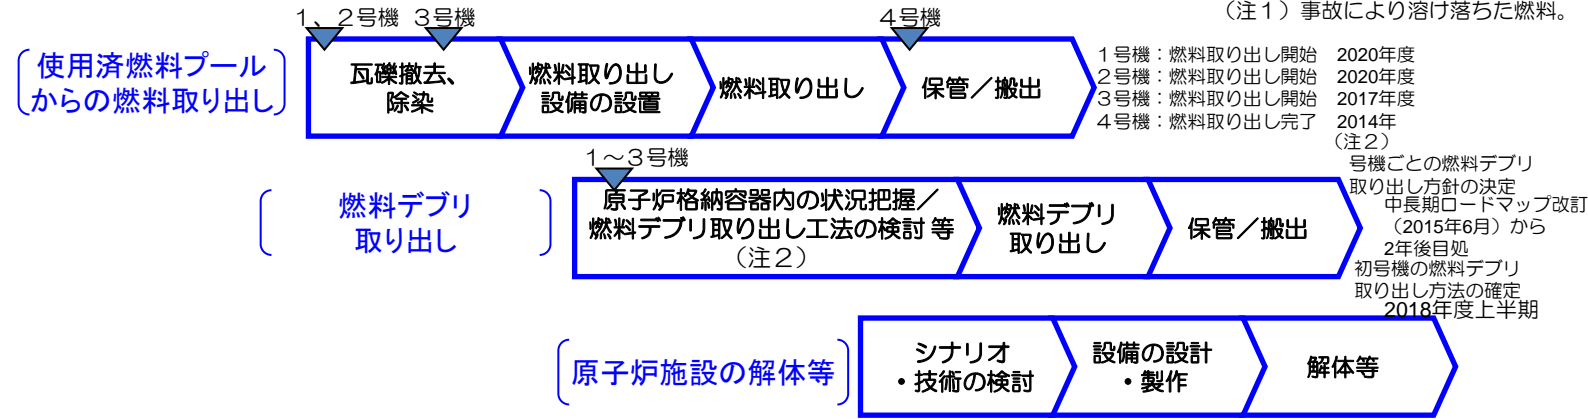 （注１）事故により溶け落ちた燃料。
１、２号機 ３号機
４号機
使用済燃料プール
からの燃料取り出し
瓦礫撤去、
除染
燃料取り出し
設備の設置
燃料取り出し
保管／搬出
１号機：燃料取り出し開始 2020年度
２号機：燃料取り出し開始 2020年度
３号機：燃料取り出し開始 2017年度
４号機：燃料取り出し完了 2014年
１～３号機
燃料デブリ
取り出し
原子炉格納容器内の状況把握／
燃料デブリ取り出し工法の検討 等
（注２）
燃料デブリ
取り出し
保管／搬出
（注２）
号機ごとの燃料デブリ
取り出し方針の決定
中長期ロードマップ改訂
（2015年6月）から
2年後目処
初号機の燃料デブリ
取り出し方法の確定
2018年度上半期
原子炉施設の解体等
シナリオ
・技術の検討
設備の設計
・製作
解体等